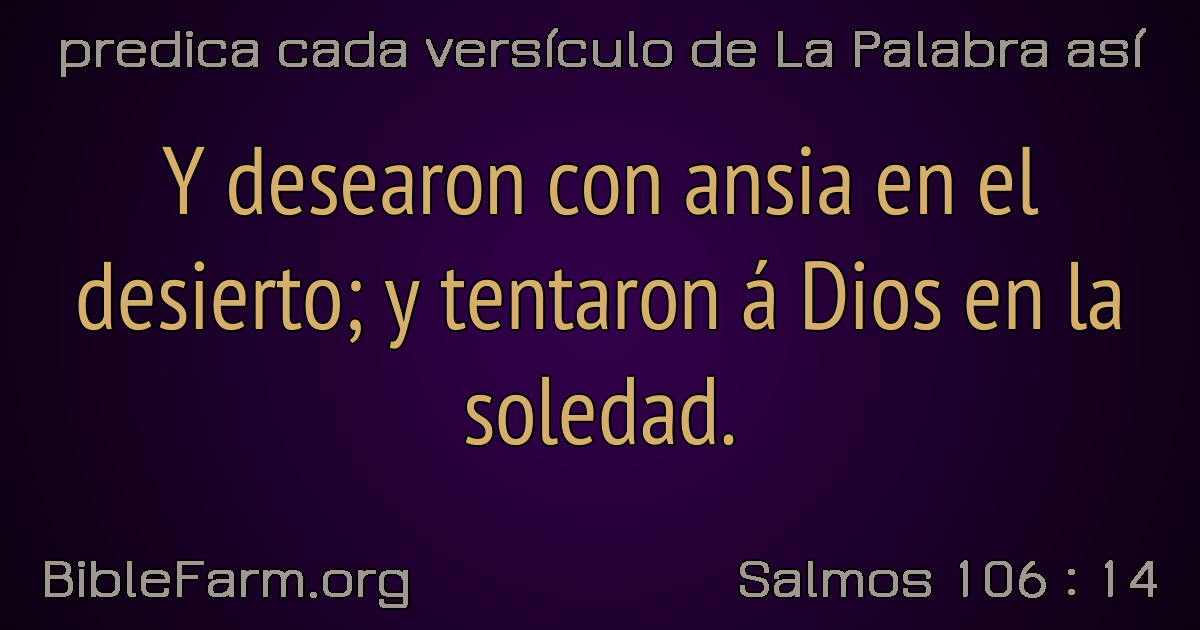 predica cada versículo de La Palabra así
Y desearon con ansia en el
desierto; y tentaron á Dios en la
soledad.
BibleFarm.org
Salmos 106 : 14